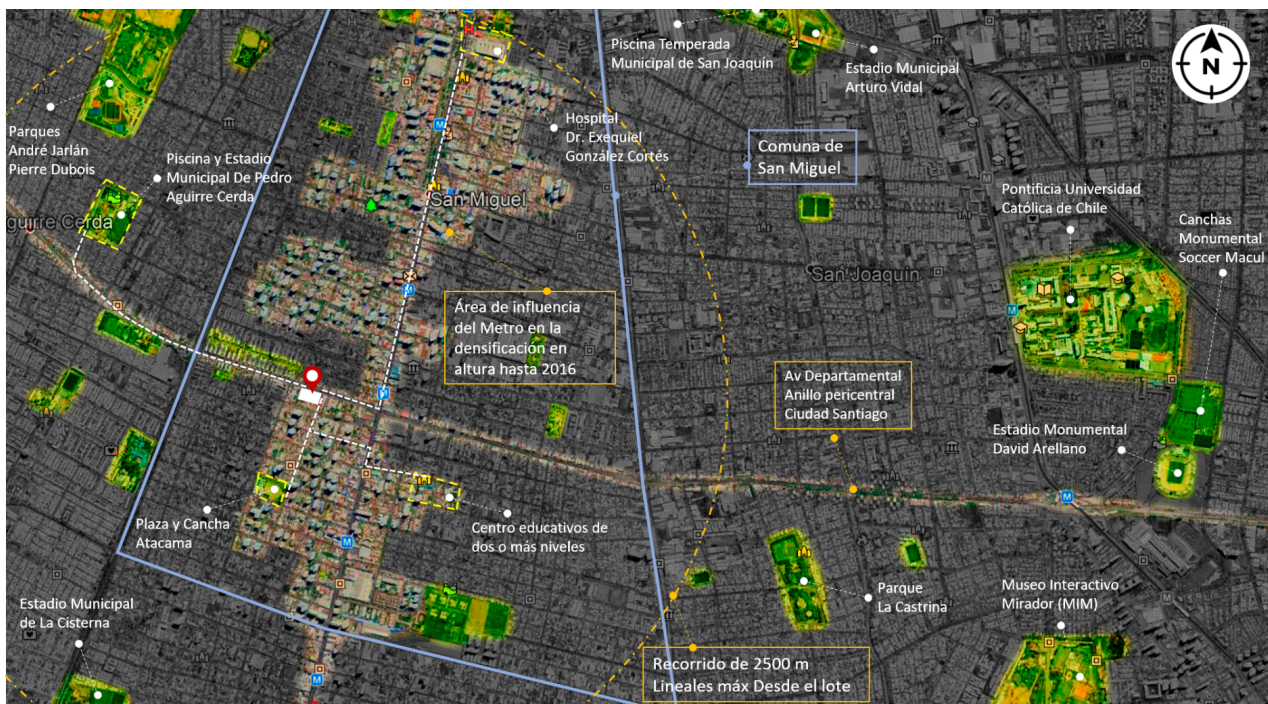 Piscina Temperada
Municipal de San Joaquín
Estadio Municipal
Arturo Vidal
N
Parques
André Jarlán
Pierre Dubois
Piscina y Estadio
Municipal De Pedro
Aguirre Cerda
Hospital
Dr. Exequiel
González Cortés
Comuna de
San Miguel
Pontificia Universidad
Católica de Chile
Canchas
Monumental
Soccer Macul
San Miguel
guirre Cerda
San Joaquín
Área de influencia
del Metro en la
densificación en
altura hasta 2016
Av Departamental
Anillo pericentral
Ciudad Santiago
Estadio Monumental
David Arellano
Plaza y Cancha
Atacama
Centro educativos de
dos o más niveles
Parque
La Castrina
Museo Interactivo
Mirador (MIM)
Estadio Municipal
de La Cisterna
Recorrido de 2500 m
Lineales máx Desde el lote